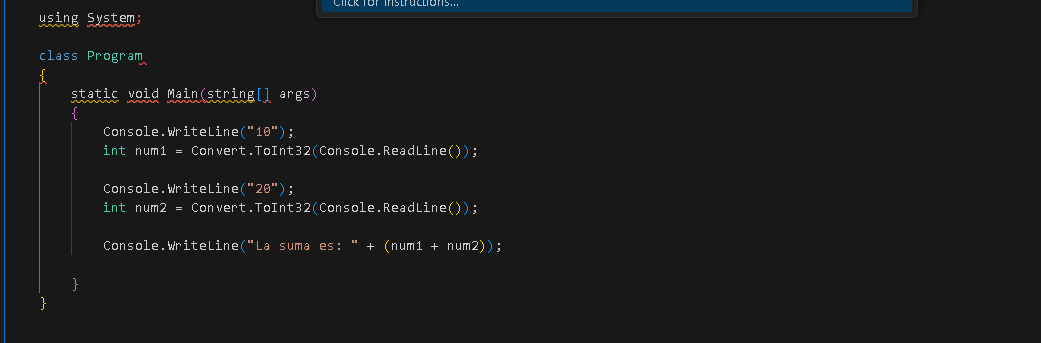 Click for instructions...
using System;
class Program
{
static void Main(string[] args)
{
Console.WriteLine("10");
int num1 = Convert.ToInt32(Console.ReadLine());
Console.WriteLine("20");
int num2 = Convert.ToInt32(Console.ReadLine());
Console.WriteLine("La suma es: " + (num1 + num2));
}
}